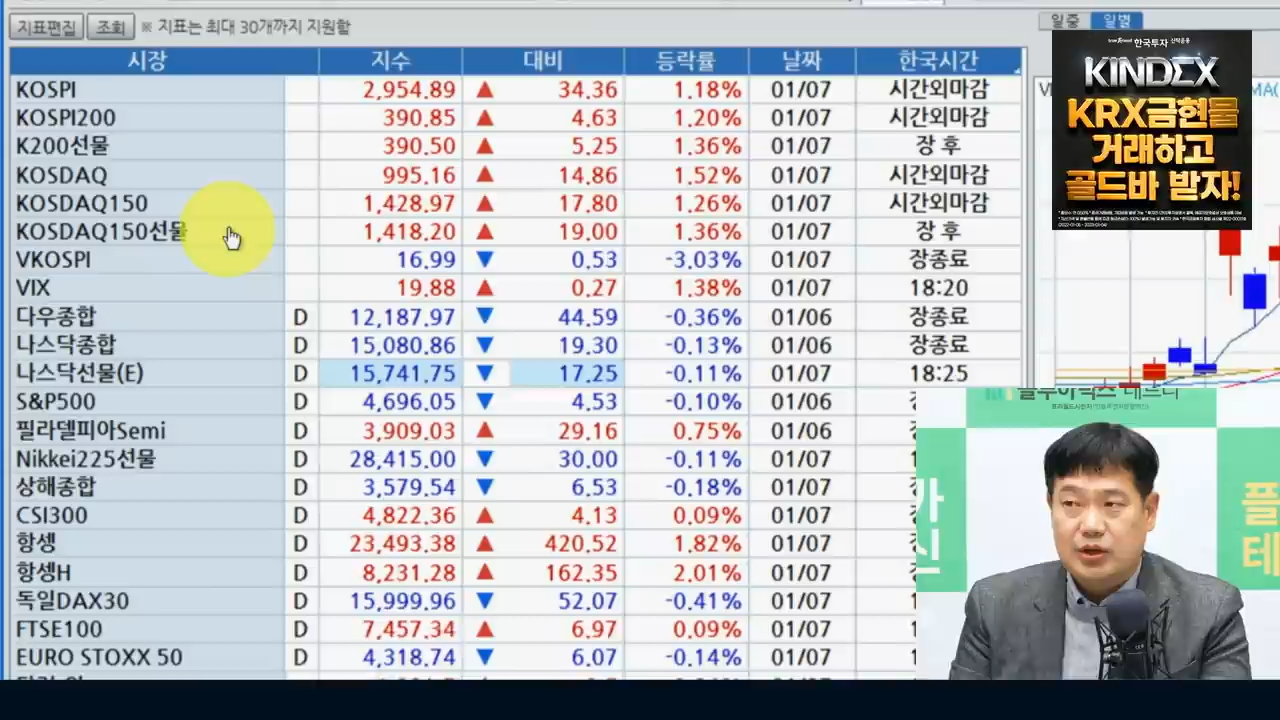 지표편집 조회 ※ 지표는 최대 30개까지 지원함
일중 일별
시장 지수 대비 등락률 날짜 한국시간
KOSPI 2,954.89 ▲ 34.36 1.18% 01/07 시간외마감
KOSPI200 390.85 ▲ 4.63 1.20% 01/07 시간외마감
K200선물 390.50 ▲ 5.25 1.36% 01/07 장 후
KOSDAQ 995.16 ▲ 14.86 1.52% 01/07 시간외마감
KOSDAQ150 1,428.97 ▲ 17.80 1.26% 01/07 시간외마감
KOSDAQ150선물 1,418.20 ▲ 19.00 1.36% 01/07 장 후
VKOSPI 16.99 ▼ 0.53 -3.03% 01/07 장종료
VIX 19.88 ▲ 0.27 1.38% 01/07 18:20
다우종합 D 12,187.97 ▼ 44.59 -0.36% 01/06 장종료
나스닥종합 D 15,080.86 ▼ 19.30 -0.13% 01/06 장종료
나스닥선물(E) D 15,741.75 ▼ 17.25 -0.11% 01/07 18:25
S&P500 D 4,696.05 ▼ 4.53 -0.10% 01/06
필라델피아Semi D 3,909.03 ▲ 29.16 0.75% 01/06
Nikkei225선물 D 28,415.00 ▼ 30.00 -0.11% 01/07
상해종합 D 3,579.54 ▼ 6.53 -0.18% 01/07
CSI300 D 4,822.36 ▲ 4.13 0.09% 01/07
항셍 D 23,493.38 ▲ 420.52 1.82% 01/07
항셍H D 8,231.28 ▲ 162.35 2.01% 01/07
독일DAX30 D 15,999.96 ▼ 52.07 -0.41% 01/07
FTSE100 D 7,457.34 ▲ 6.97 0.09% 01/07
EURO STOXX 50 D 4,318.74 ▼ 6.07 -0.14% 01/07
한국투자
KINDEX
KRX금현물
거래하고
골드바 받자!
플
테